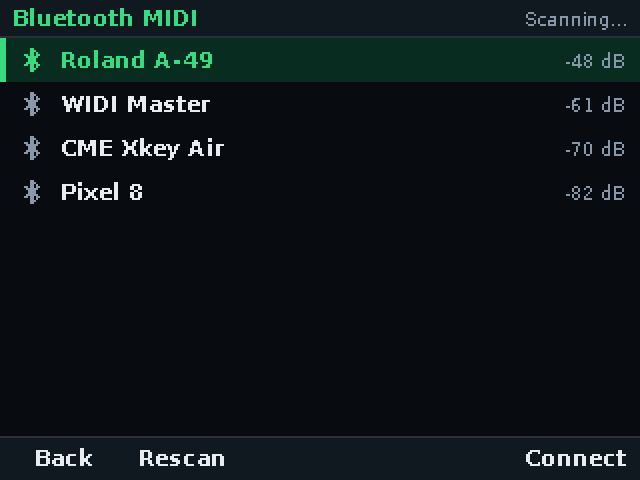 Bluetooth MIDI Scanning...
Roland A-49 -48 dB
WIDI Master -61 dB
CME Xkey Air -70 dB
Pixel 8 -82 dB
Back Rescan Connect